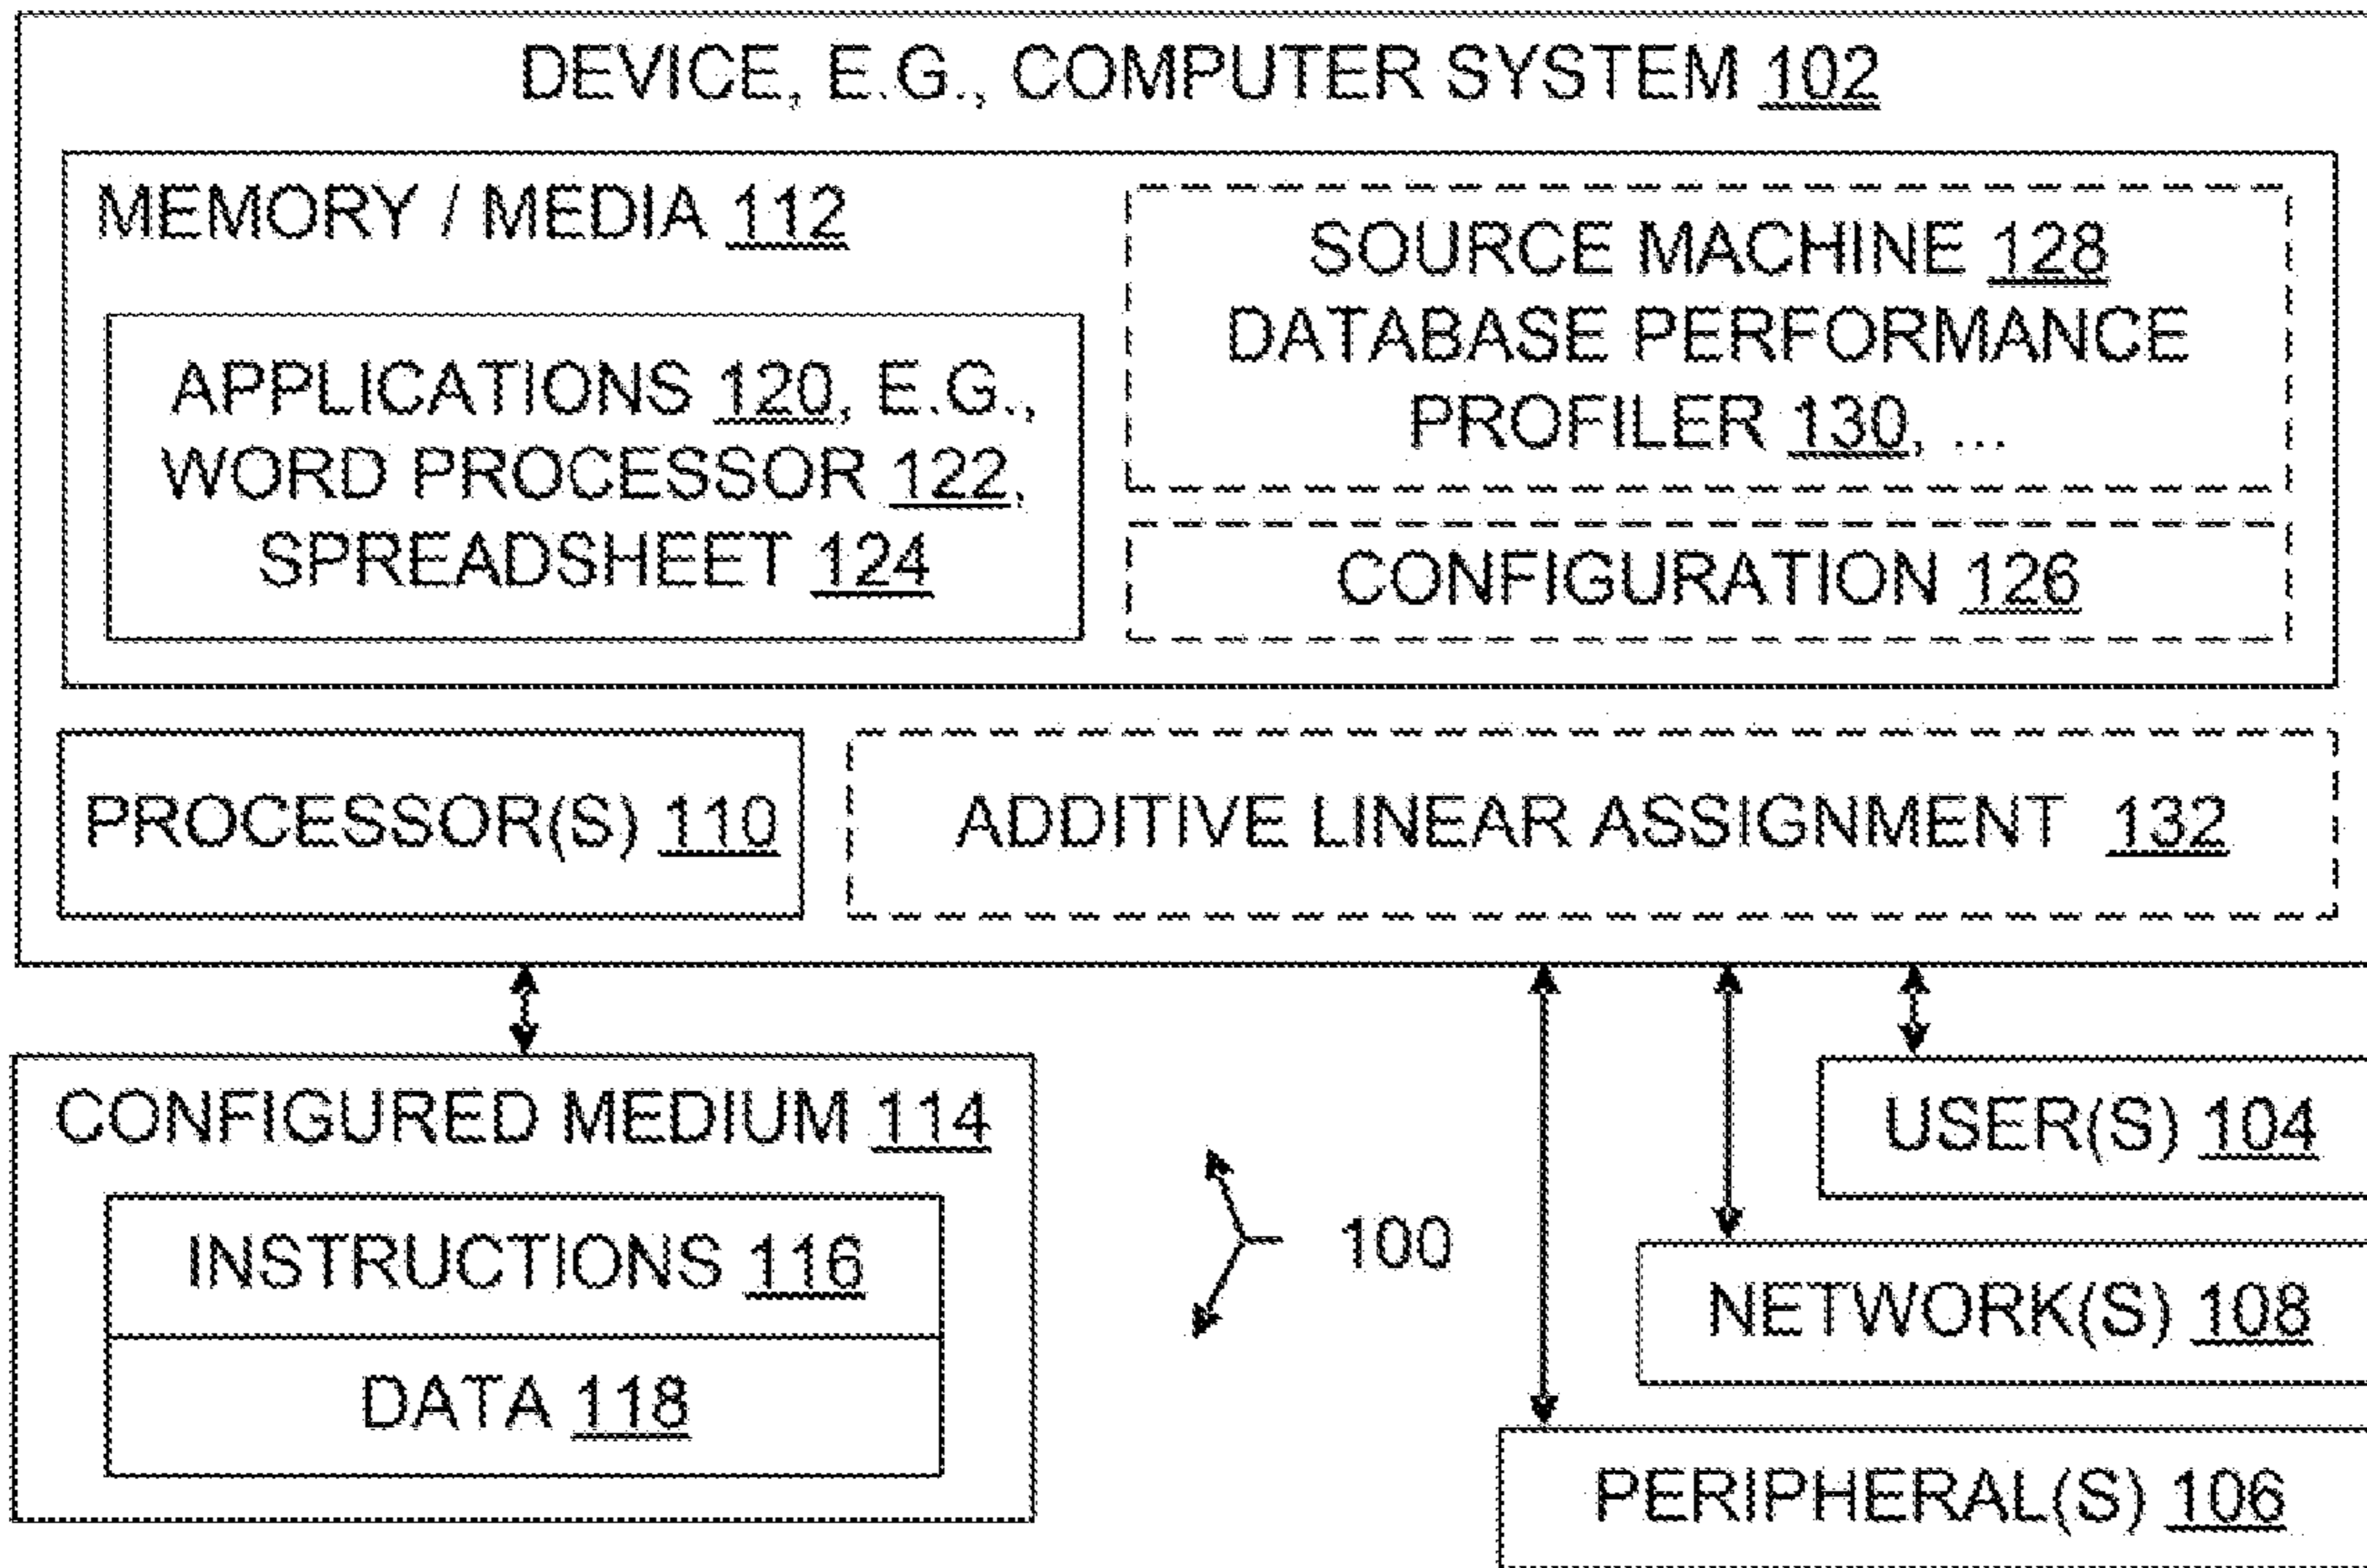 DEVICE, E.G., COMPUTER SYSTEM 102
MEMORY / MEDIA 112
APPLICATIONS 120, E.G.,
WORD PROCESSOR 122,
SPREADSHEET 124
SOURCE MACHINE 128
DATABASE PERFORMANCE
PROFILER 130, ...
CONFIGURATION 126
PROCESSOR(S) 110
ADDITIVE LINEAR ASSIGNMENT 132
CONFIGURED MEDIUM 114
INSTRUCTIONS 116
DATA 118
100
USER(S) 104
NETWORK(S) 108
PERIPHERAL(S) 106